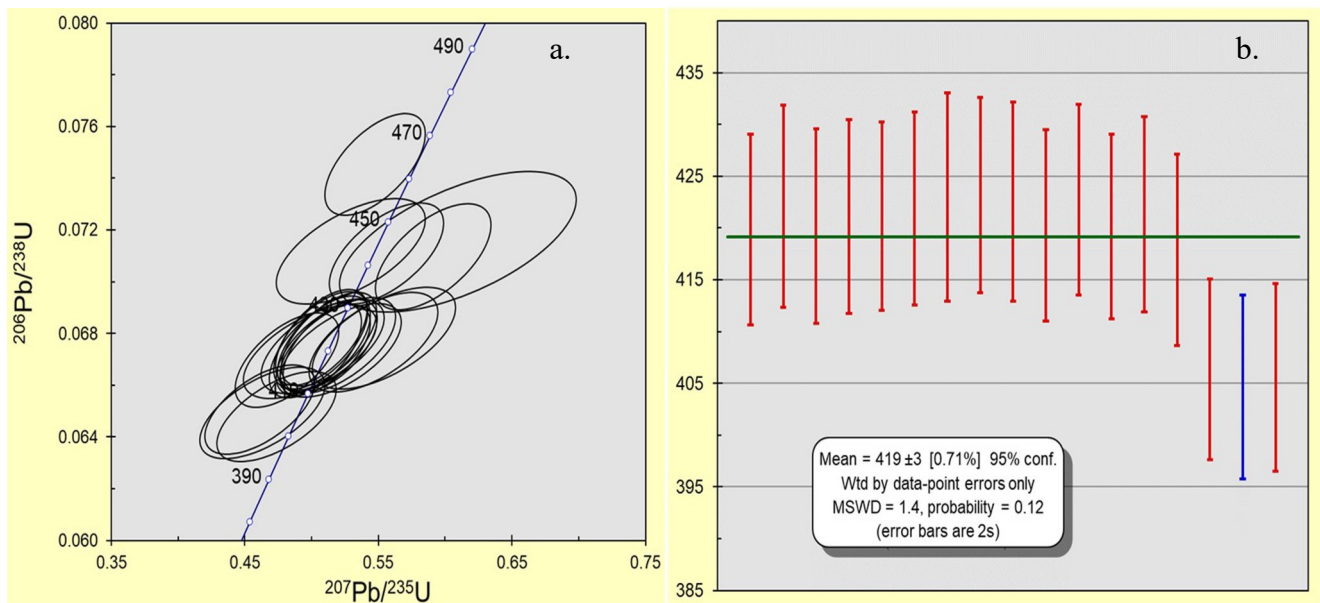 a.
0.080
0.076
0.072
0.068
0.064
0.060
206Pb/238U
490
470
450
390
0.35
0.45
0.55
0.65
0.75
207Pb/235U
b.
435
425
415
405
395
385
Mean = 419 ±3 [0.71%] 95% conf.
Wtd by data-point errors only
MSWD = 1.4, probability = 0.12
(error bars are 2s)